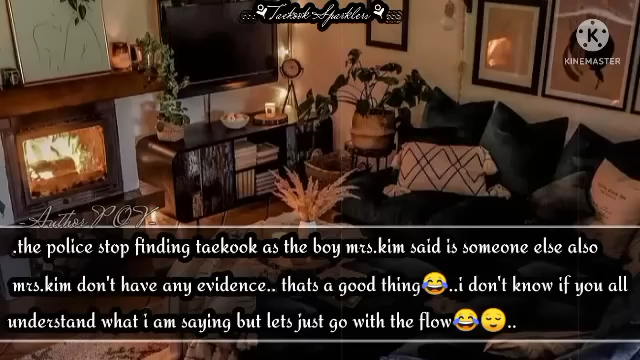 Taekook Sparklers
K
KINEMASTER
-Author P.O.V-
.the police stop finding taekook as the boy mrs.kim said is someone else also
mrs.kim don't have any evidence.. thats a good thing😂..i don't know if you all
understand what i am saying but lets just go with the flow😂😌..